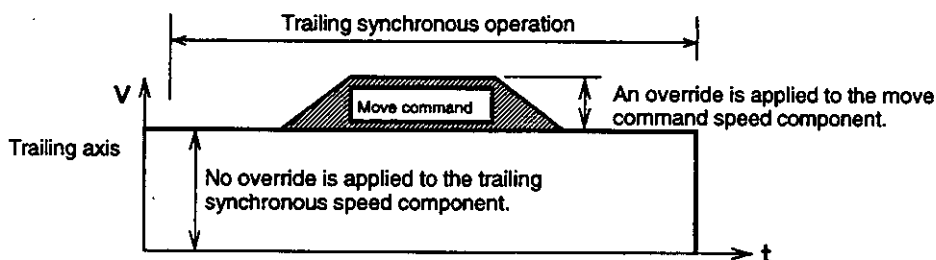 Trailing synchronous operation
V
Move command
An override is applied to the move
command speed component.
Trailing axis
No override is applied to the trailing
synchronous speed component.
t